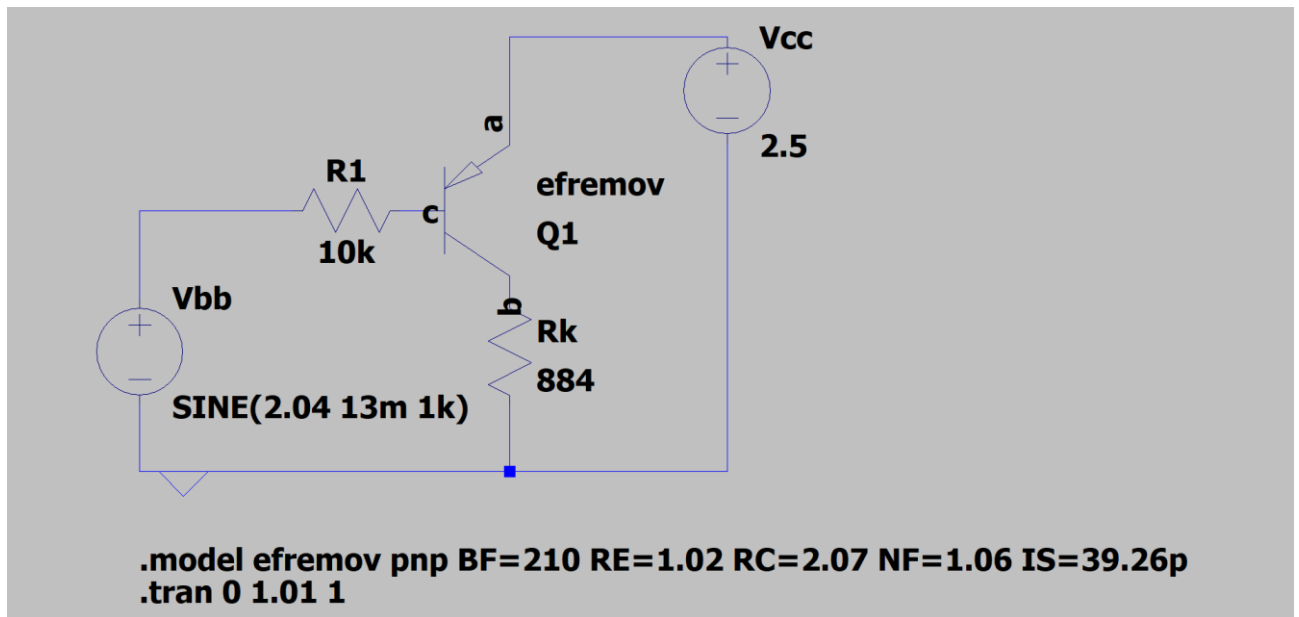 Vcc
a
2.5
R1
efremov
c
Q1
10k
Vbb
b
Rk
884
SINE(2.04 13m 1k)
.model efremov pnp BF=210 RE=1.02 RC=2.07 NF=1.06 IS=39.26p
.tran 0 1.01 1